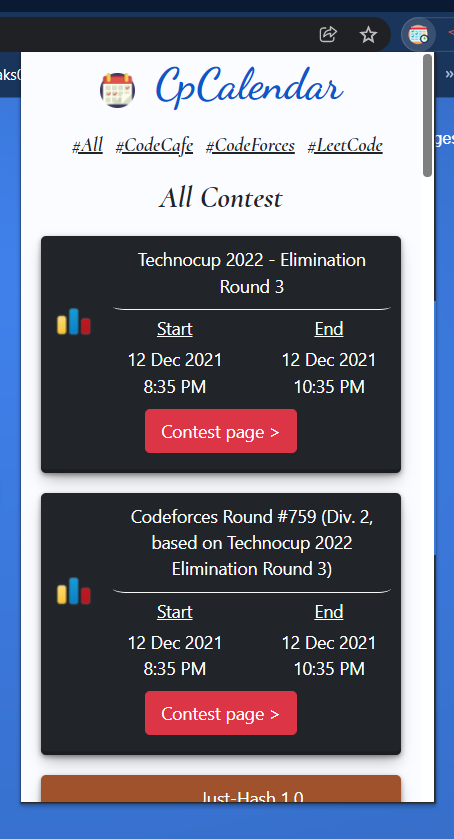 CpCalendar
#All #CodeCafe #CodeForces #LeetCode
All Contest
Technocup 2022 - Elimination
Round 3
Start End
12 Dec 2021 12 Dec 2021
8:35 PM 10:35 PM
Contest page >
Codeforces Round #759 (Div. 2,
based on Technocup 2022
Elimination Round 3)
Start End
12 Dec 2021 12 Dec 2021
8:35 PM 10:35 PM
Contest page >
Just-Hash 1.0